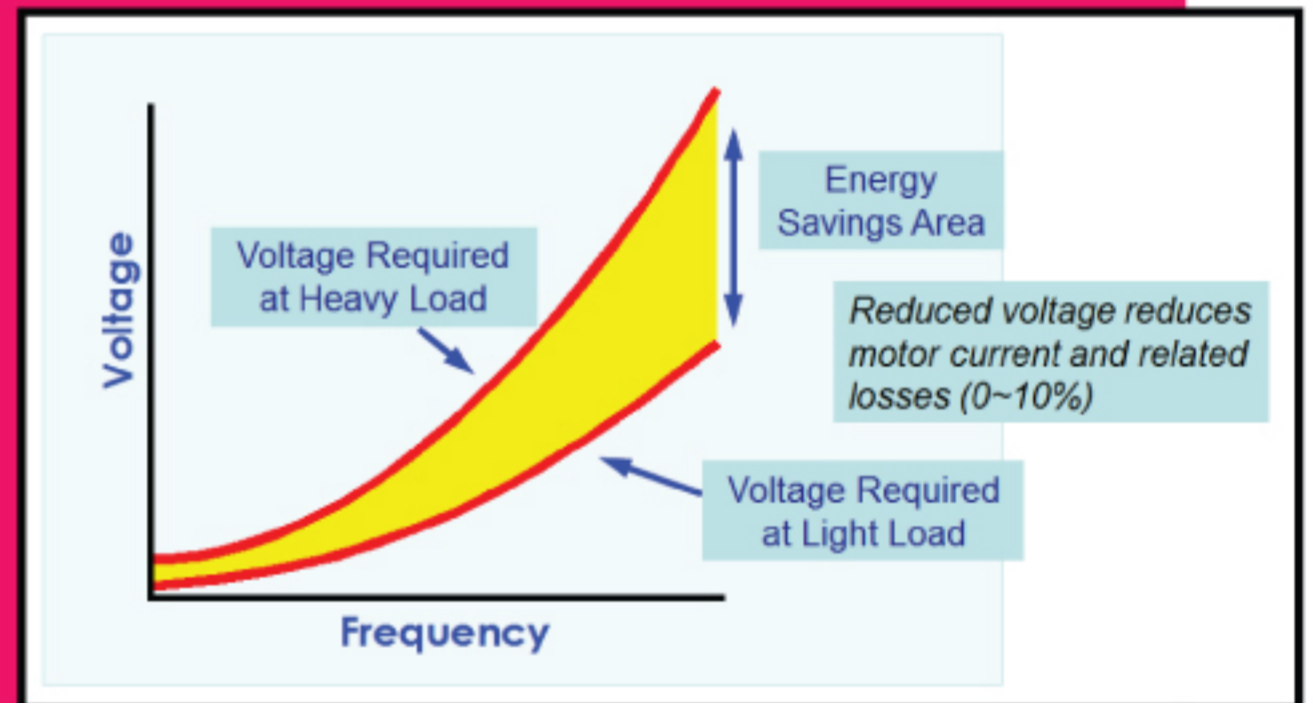 Voltage
Voltage Required
at Heavy Load
Energy
Savings Area
Reduced voltage reduces
motor current and related
losses (0~10%)
Voltage Required
at Light Load
Frequency